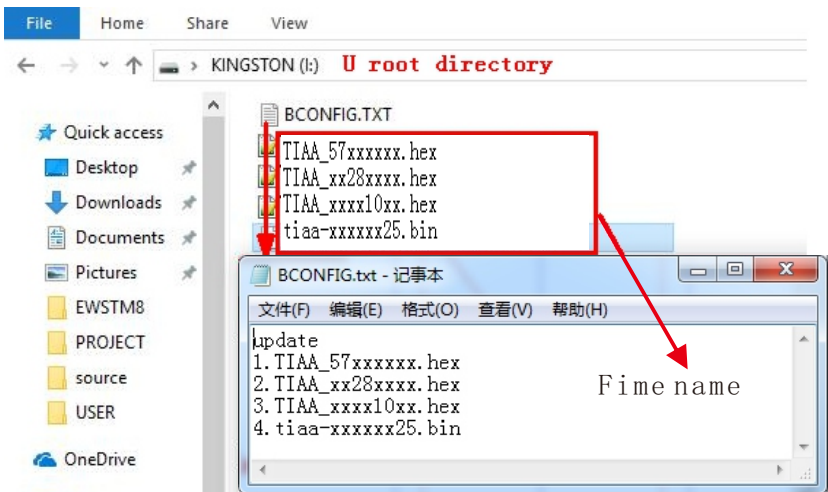 File Home Share View
KINGSTON (I:) U root directory
Quick access
Desktop
Downloads
Documents
Pictures
EWSTM8
PROJECT
source
USER
OneDrive
BCONFIG.TXT
TIAA_57xxxxxx.hex
TIAA_xx28xxxx.hex
TIAA_xxxx10xx.hex
tiaa-xxxxxx25.bin
BCONFIG.txt - 记事本
文件(F) 编辑(E) 格式(O) 查看(V) 帮助(H)
update
1.TIAA_57xxxxxx.hex
2.TIAA_xx28xxxx.hex
3.TIAA_xxxx10xx.hex
4.tiaa-xxxxxx25.bin
Fime name